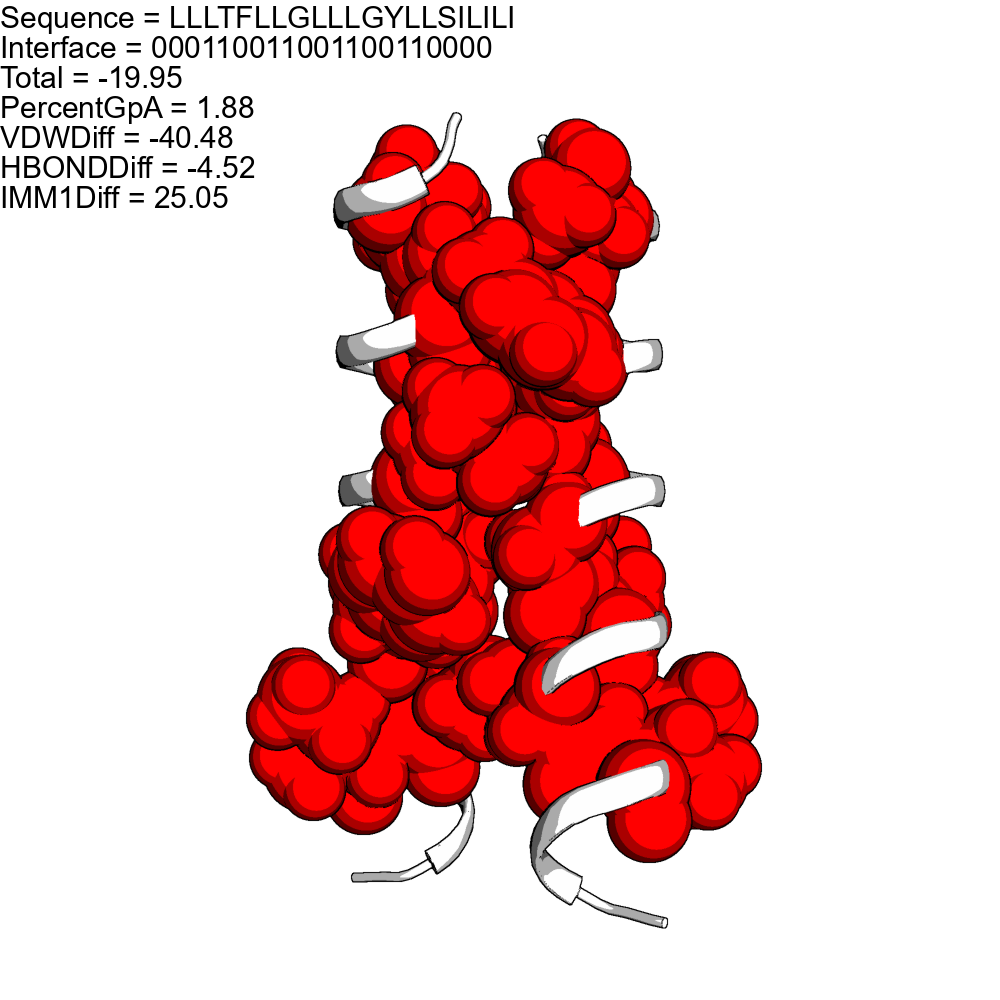 Sequence = LLLTFLLGLLLGYLLSILILI
Interface = 000110011001100110000
Total = -19.95
PercentGpA = 1.88
VDWDiff = -40.48
HBONDDiff = -4.52
IMM1Diff = 25.05